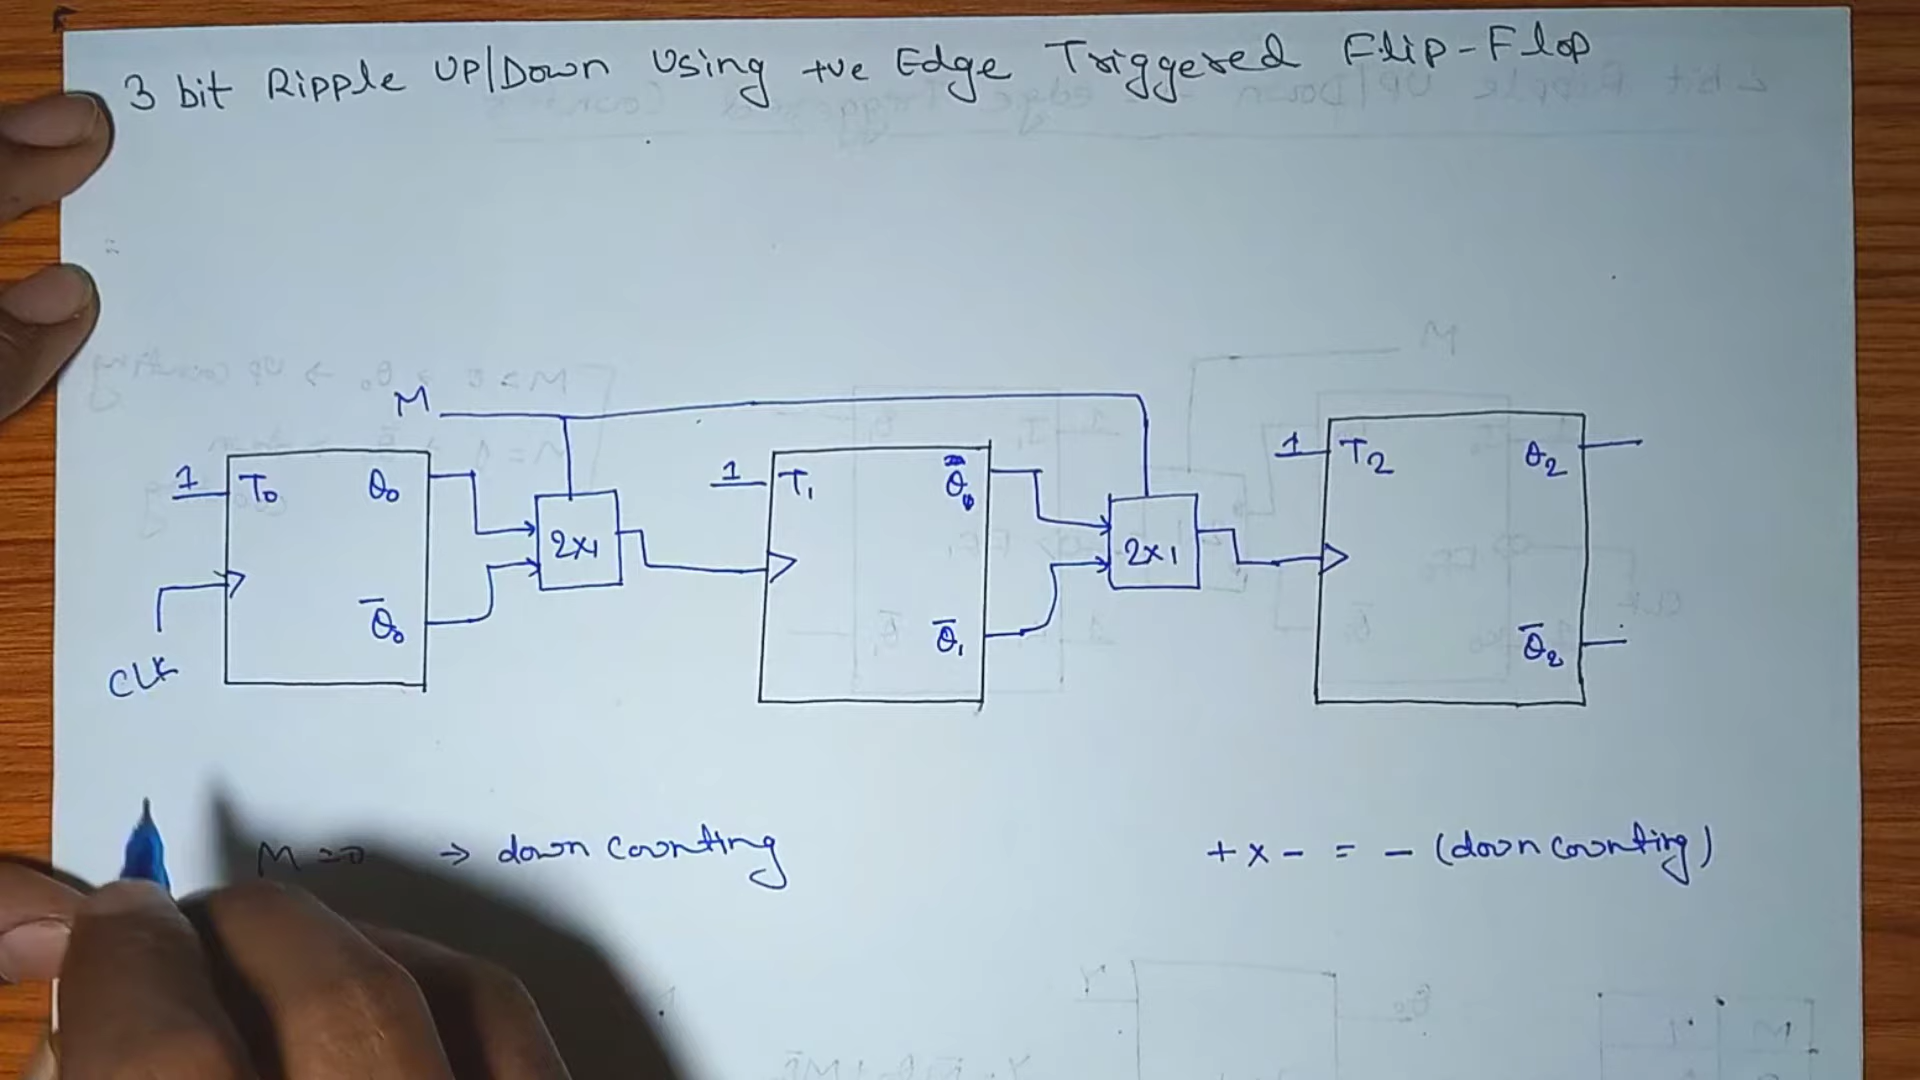 3 bit Ripple UP/Down Using +ve Edge Triggered Flip-Flop
M
1 T0 Q0 2x1 1 T1 2x1 1 T2 Q2
Q̅0 Q̅1 Q̅2
CLK
M=0 → down counting + x - = - (down counting)